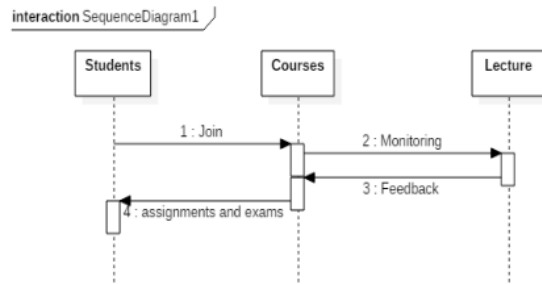 interaction SequenceDiagram1
Students
Courses
Lecture
1 : Join
2 : Monitoring
3 : Feedback
4 : assignments and exams